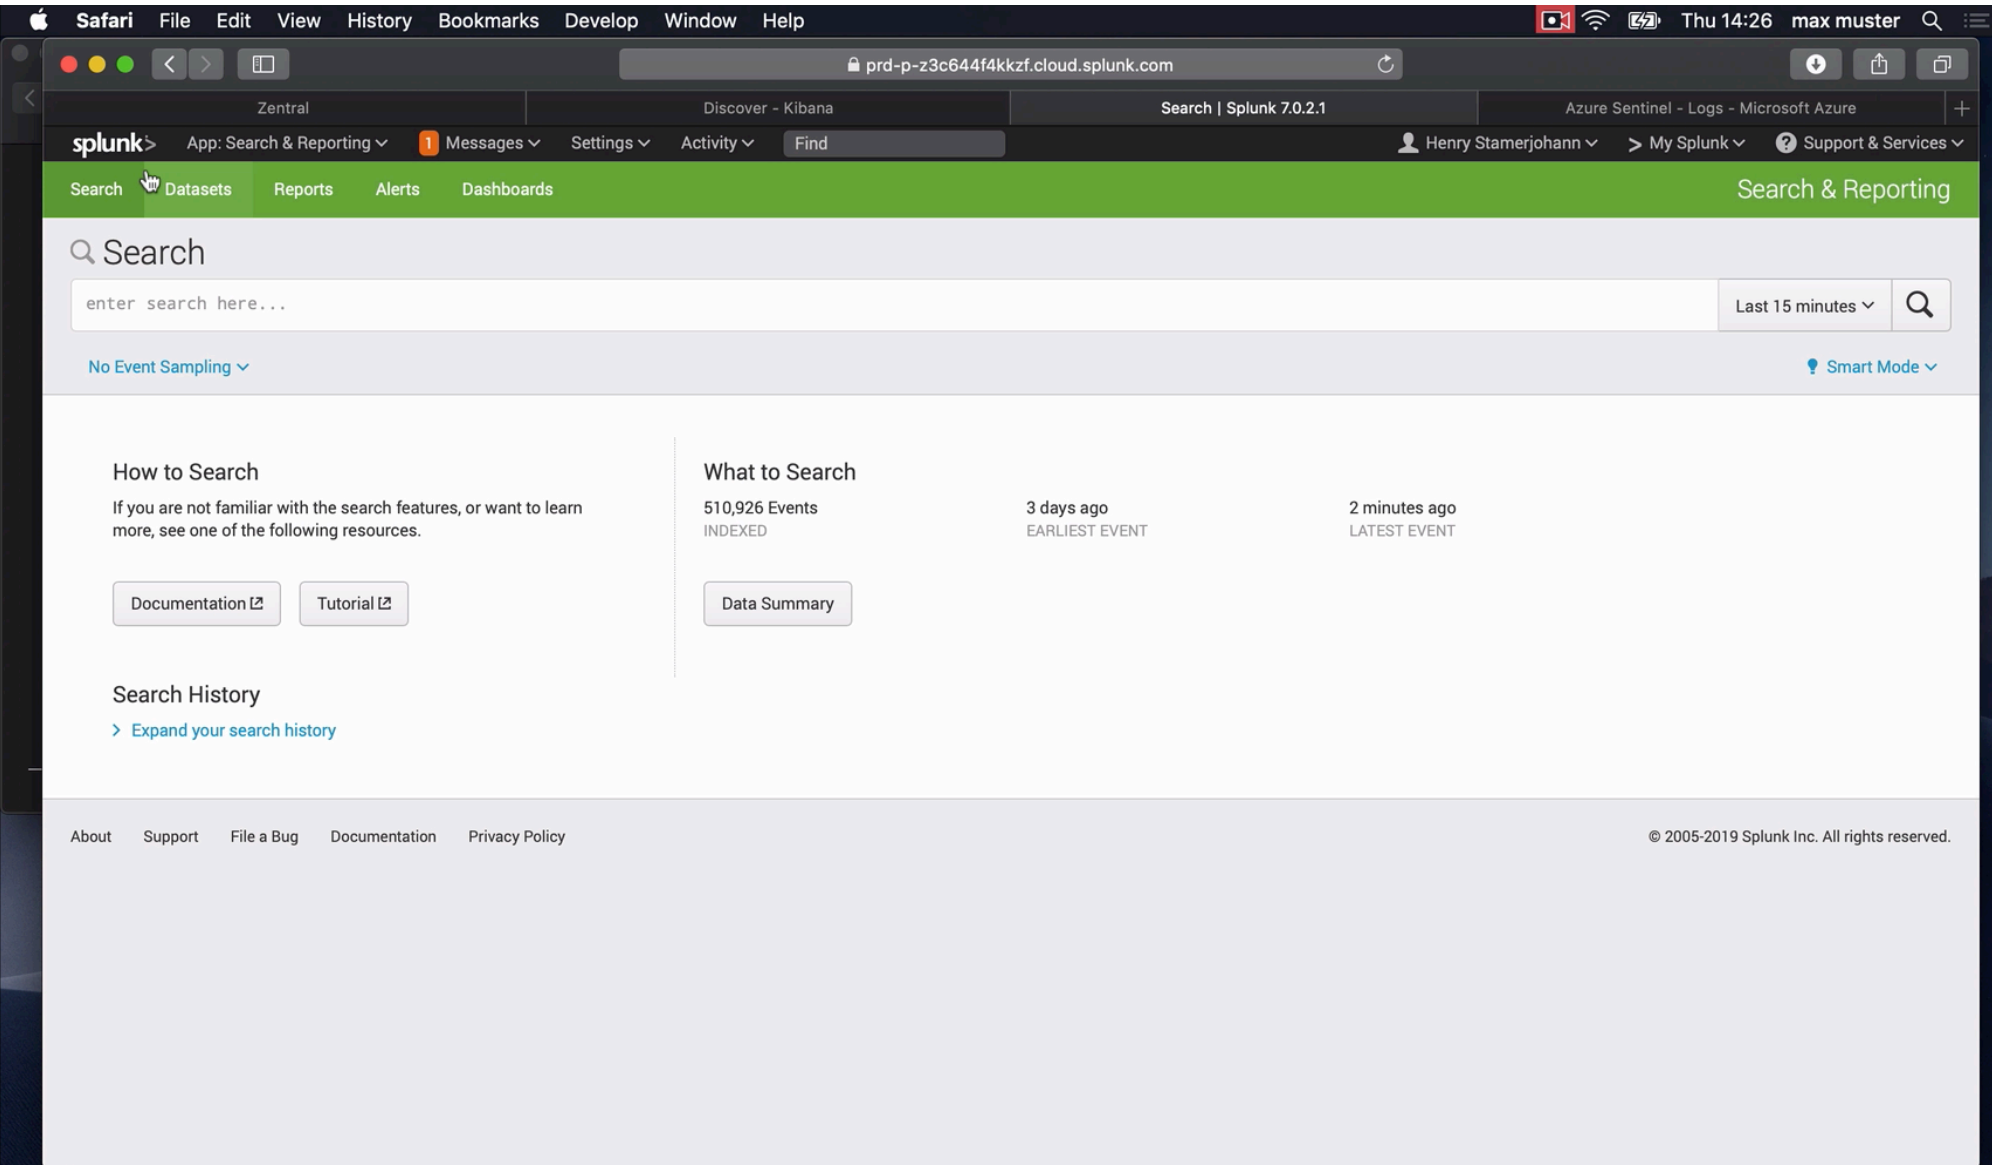 Safari File Edit View History Bookmarks Develop Window Help Thu 14:26 max muster
prd-p-z3c644f4kkzf.cloud.splunk.com
Zentral Discover - Kibana Search | Splunk 7.0.2.1 Azure Sentinel - Logs - Microsoft Azure
splunk> App: Search & Reporting 1 Messages Settings Activity Find Henry Stamerjohann > My Splunk ? Support & Services
Search Datasets Reports Alerts Dashboards Search & Reporting
Search
enter search here... Last 15 minutes
No Event Sampling Smart Mode
How to Search
If you are not familiar with the search features, or want to learn
more, see one of the following resources.
Documentation Tutorial
What to Search
510,926 Events 3 days ago 2 minutes ago
INDEXED EARLIEST EVENT LATEST EVENT
Data Summary
Search History
> Expand your search history
About Support File a Bug Documentation Privacy Policy © 2005-2019 Splunk Inc. All rights reserved.